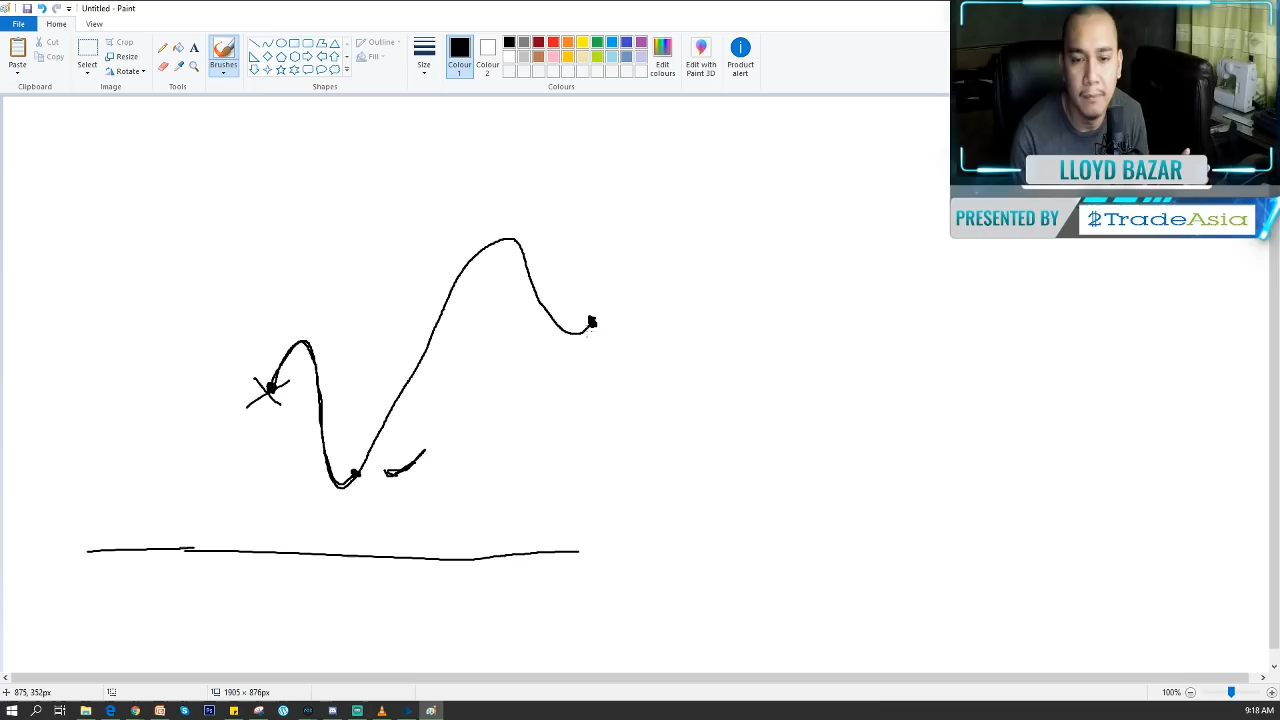 Untitled - Paint
File
Home
View
Paste
Cut
Copy
Clipboard
Select
Crop
Resize
Rotate
Image
Tools
Brushes
Outline
Fill
Shapes
Size
Colour 1
Colour 2
Edit colours
Colours
Edit with Paint 3D
Product alert
LLOYD BAZAR
PRESENTED BY
TradeAsia
875, 352px
1905 × 876px
100%
9:18 AM